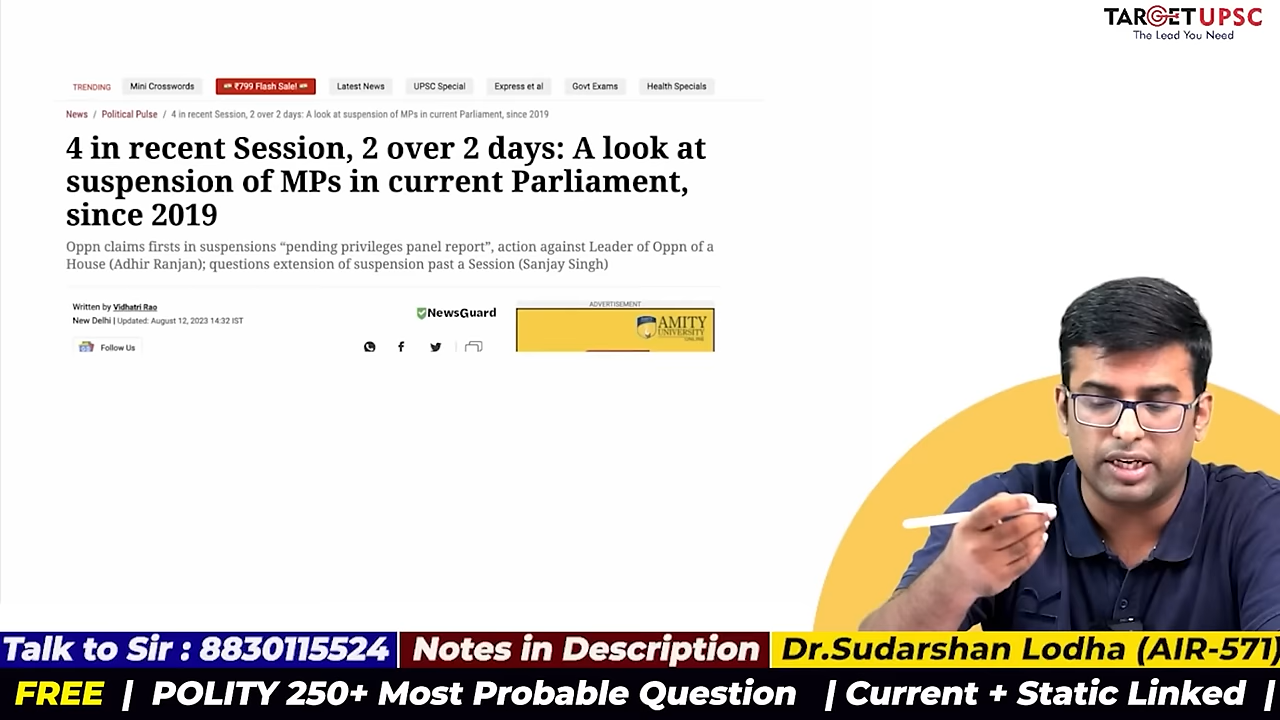 TARGET UPSC
The Lead You Need
TRENDING Mini Crosswords ₹799 Flash Sale! Latest News UPSC Special Express et al Govt Exams Health Specials
News / Political Pulse / 4 in recent Session, 2 over 2 days: A look at suspension of MPs in current Parliament, since 2019
4 in recent Session, 2 over 2 days: A look at
suspension of MPs in current Parliament,
since 2019
Oppn claims firsts in suspensions “pending privileges panel report”, action against Leader of Oppn of a
House (Adhir Ranjan); questions extension of suspension past a Session (Sanjay Singh)
Written by Vidhatri Rao
New Delhi | Updated: August 12, 2023 14:32 IST
NewsGuard
Follow Us
ADVERTISEMENT
AMITY
UNIVERSITY
ONLINE
Talk to Sir : 8830115524 Notes in Description Dr.Sudarshan Lodha (AIR-571)
FREE | POLITY 250+ Most Probable Question | Current + Static Linked |